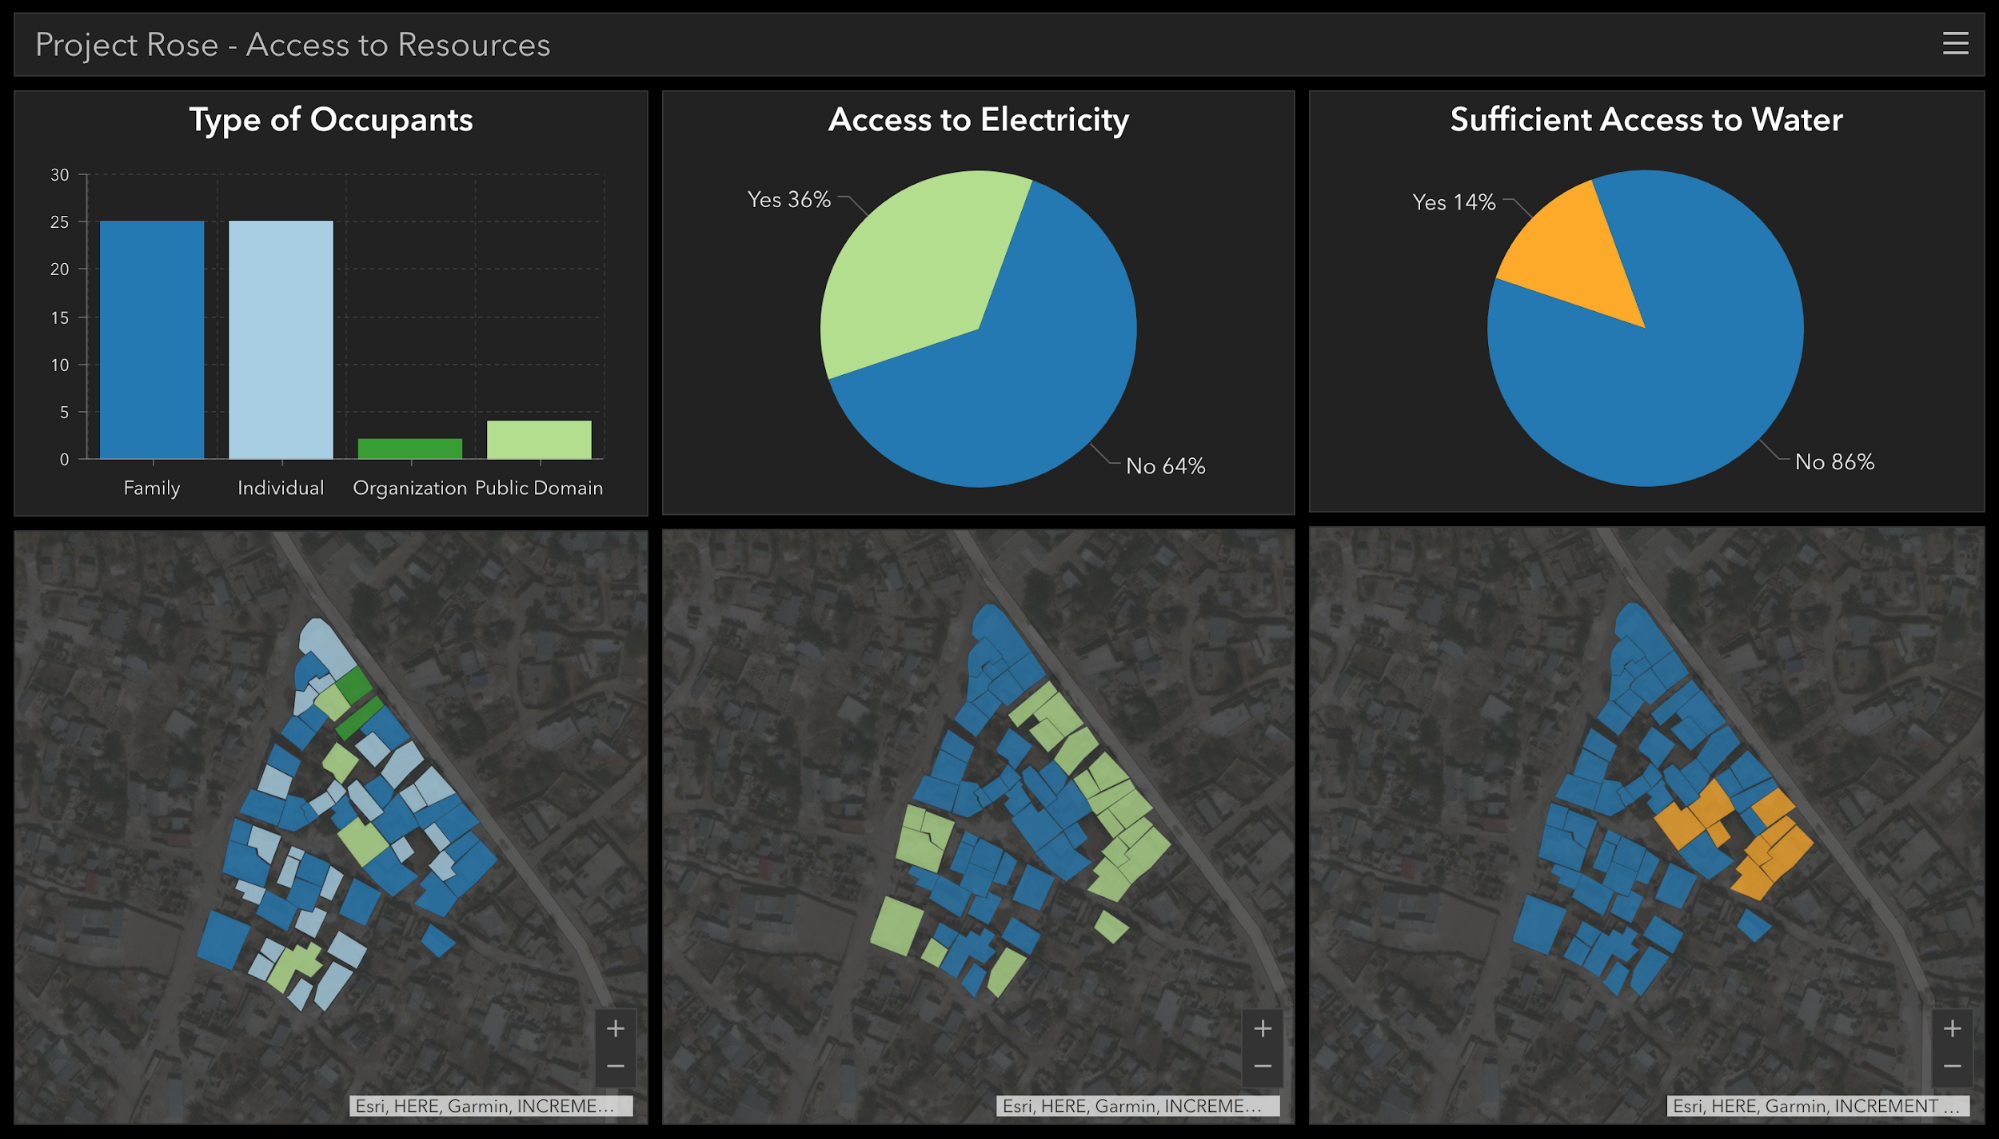 Project Rose - Access to Resources
Type of Occupants
30
25
20
15
10
5
0
Family
Individual
Organization
Public Domain
Access to Electricity
Yes 36%
No 64%
Sufficient Access to Water
Yes 14%
No 86%
+
−
Esri, HERE, Garmin, INCREME...
+
−
Esri, HERE, Garmin, INCREME...
+
−
Esri, HERE, Garmin, INCREMENT ...